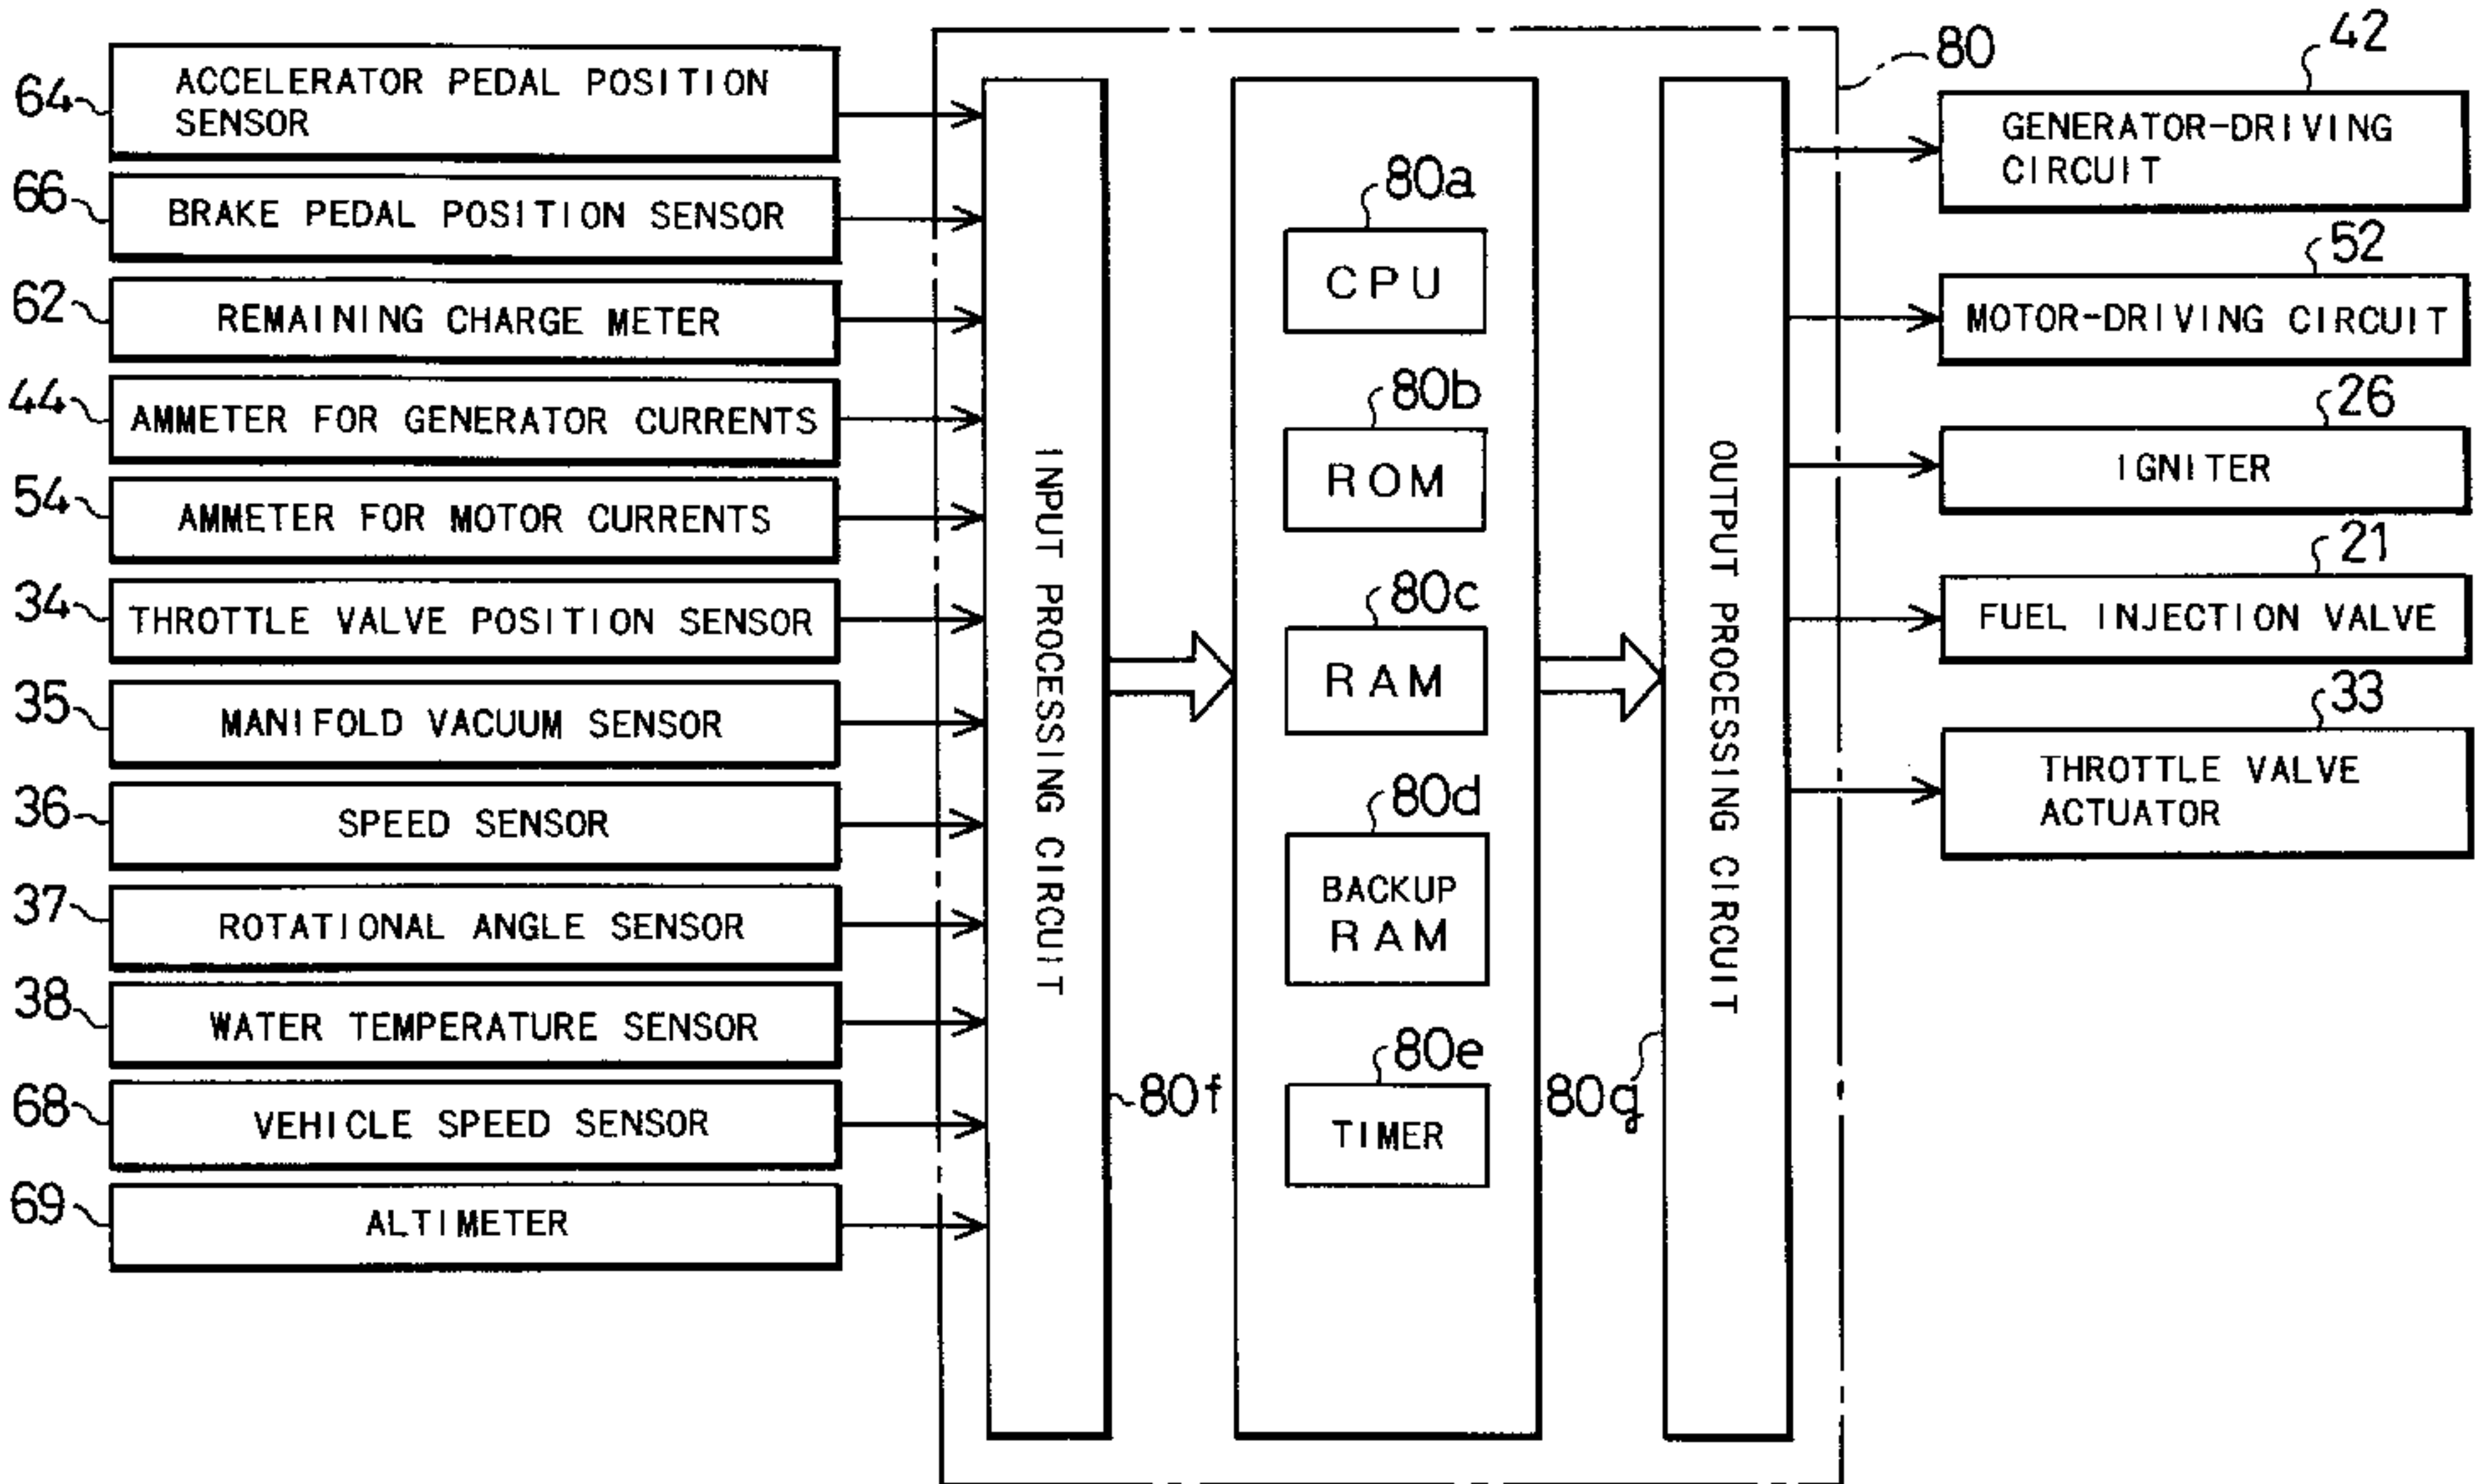 64
ACCELERATOR PEDAL POSITION
SENSOR
66
BRAKE PEDAL POSITION SENSOR
62
REMAINING CHARGE METER
44
AMMETER FOR GENERATOR CURRENTS
54
AMMETER FOR MOTOR CURRENTS
34
THROTTLE VALVE POSITION SENSOR
35
MANIFOLD VACUUM SENSOR
36
SPEED SENSOR
37
ROTATIONAL ANGLE SENSOR
38
WATER TEMPERATURE SENSOR
68
VEHICLE SPEED SENSOR
69
ALTIMETER
INPUT PROCESSING CIRCUIT
80f
80a
CPU
80b
ROM
80c
RAM
80d
BACKUP
RAM
80e
TIMER
OUTPUT PROCESSING CIRCUIT
80g
80
42
GENERATOR-DRIVING
CIRCUIT
52
MOTOR-DRIVING CIRCUIT
26
IGNITER
21
FUEL INJECTION VALVE
33
THROTTLE VALVE
ACTUATOR